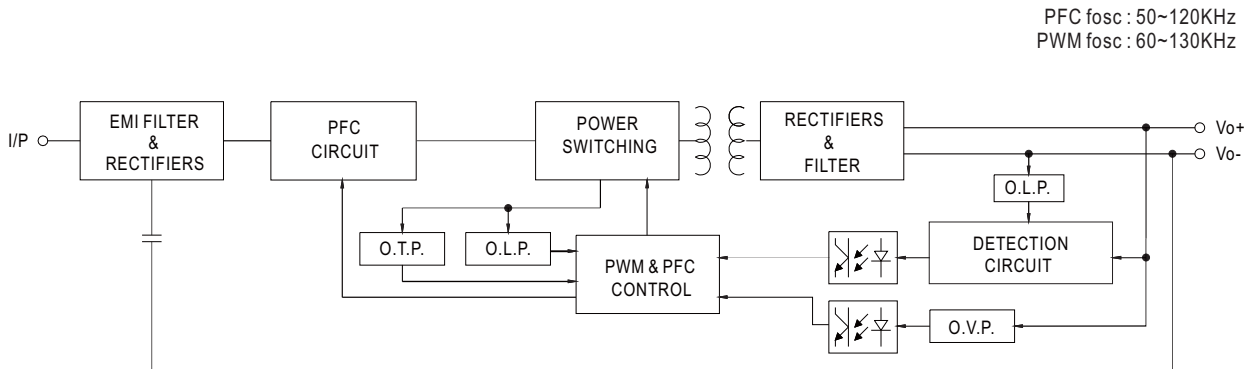 PFC fosc : 50~120KHz
PWM fosc : 60~130KHz
I/P
EMI FILTER
&
RECTIFIERS
PFC
CIRCUIT
POWER
SWITCHING
RECTIFIERS
&
FILTER
Vo+
Vo-
O.L.P.
O.T.P.
O.L.P.
PWM & PFC
CONTROL
DETECTION
CIRCUIT
O.V.P.